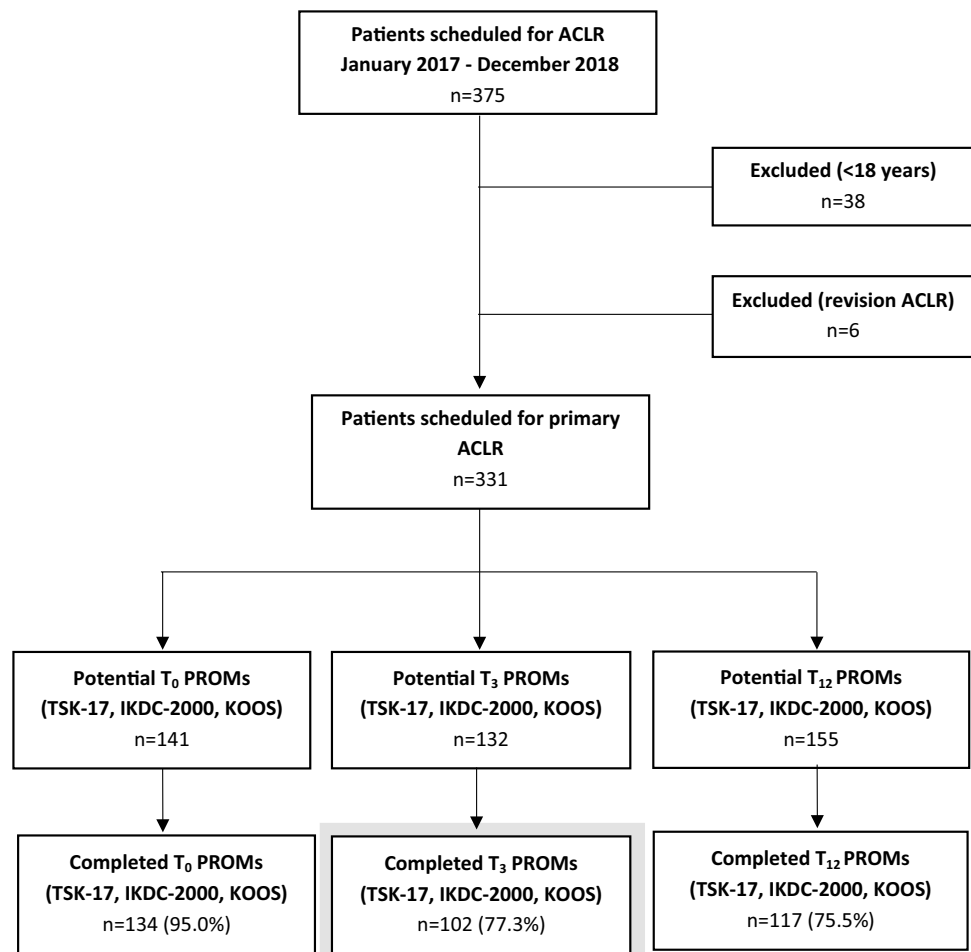 Patients scheduled for ACLR
January 2017 - December 2018
n=375
Excluded (<18 years)
n=38
Excluded (revision ACLR)
n=6
Patients scheduled for primary
ACLR
n=331
Potential T₀ PROMs
(TSK-17, IKDC-2000, KOOS)
n=141
Potential T₃ PROMs
(TSK-17, IKDC-2000, KOOS)
n=132
Potential T₁₂ PROMs
(TSK-17, IKDC-2000, KOOS)
n=155
Completed T₀ PROMs
(TSK-17, IKDC-2000, KOOS)
n=134 (95.0%)
Completed T₃ PROMs
(TSK-17, IKDC-2000, KOOS)
n=102 (77.3%)
Completed T₁₂ PROMs
(TSK-17, IKDC-2000, KOOS)
n=117 (75.5%)